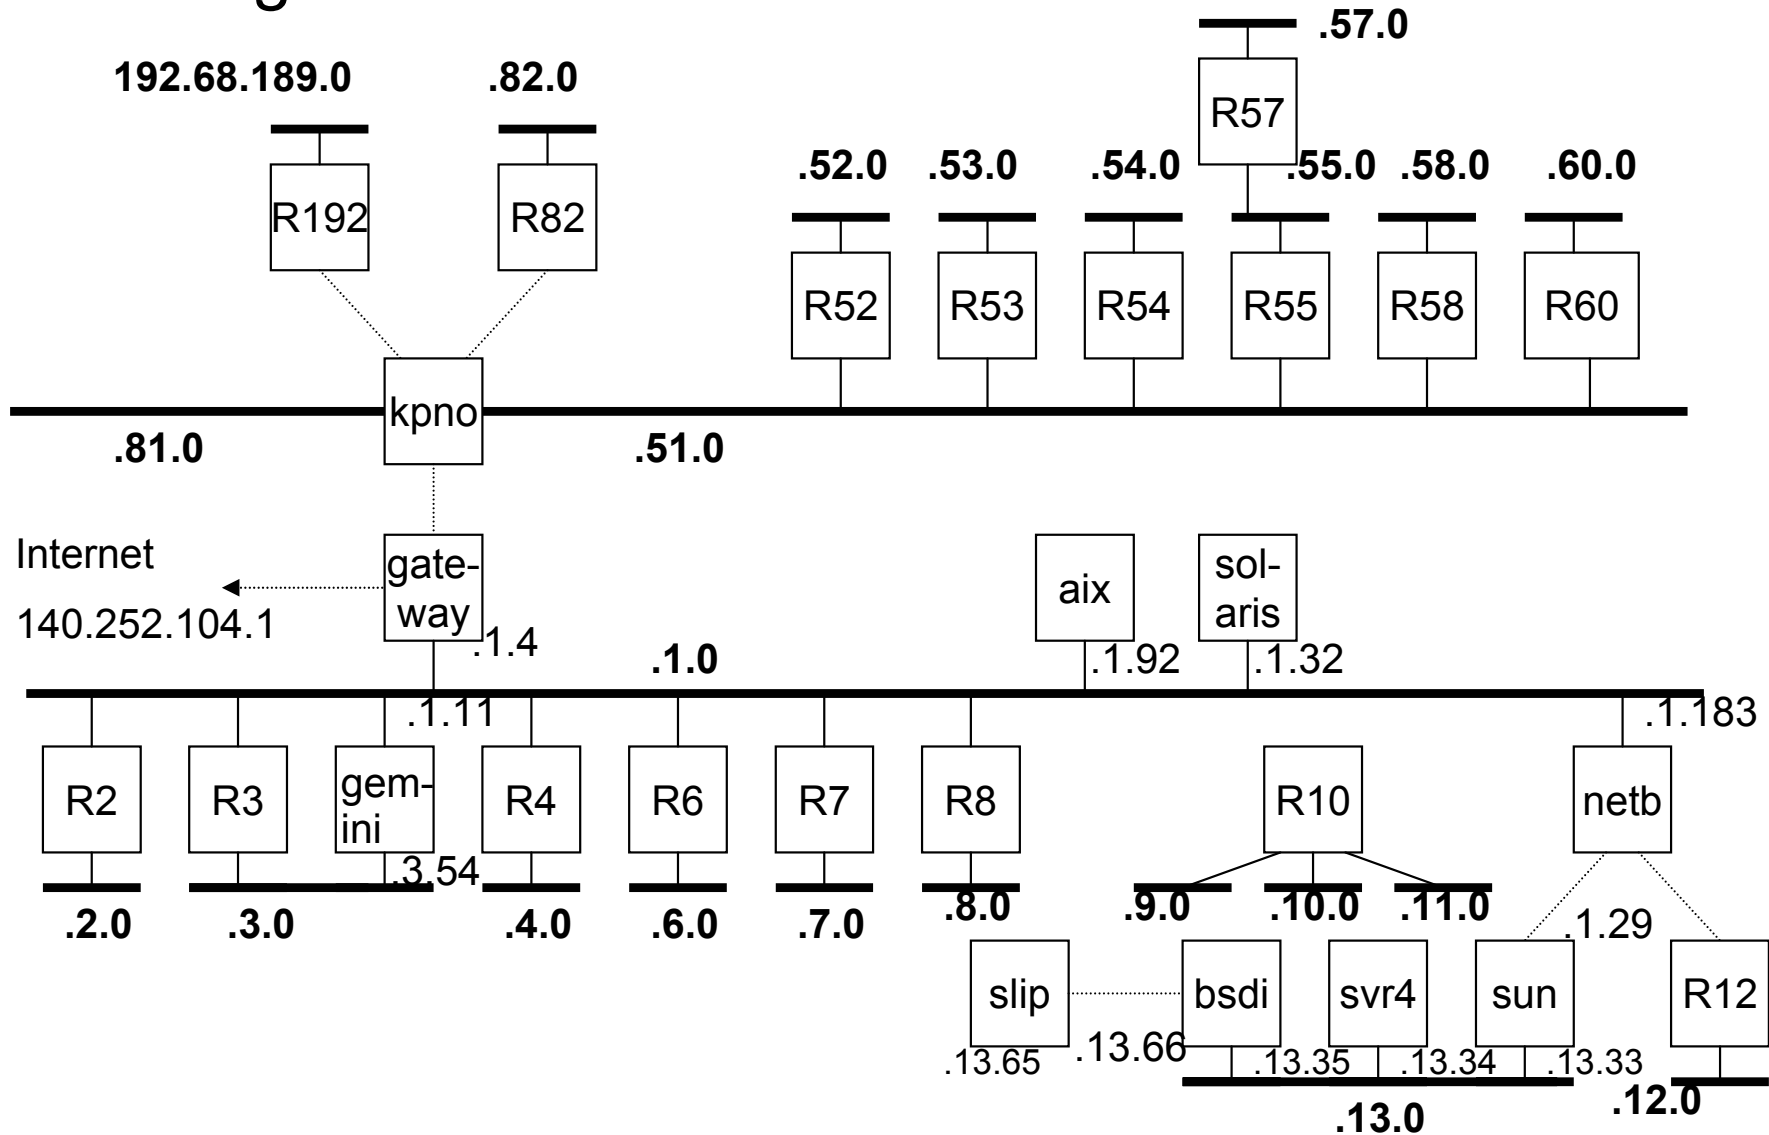 .57.0
192.68.189.0 .82.0
R57
.52.0 .53.0 .54.0 .55.0 .58.0 .60.0
R192 R82
R52 R53 R54 R55 R58 R60
kpno
.81.0 .51.0
Internet
gate-
way
aix
sol-
aris
140.252.104.1
.1.4
.1.0
.1.92 .1.32
.1.11 .1.183
R2 R3
gem-
ini
R4 R6 R7 R8 R10 netb
.3.54
.2.0 .3.0 .4.0 .6.0 .7.0 .8.0 .9.0 .10.0 .11.0
.1.29
slip bsdi svr4 sun R12
.13.65 .13.66 .13.35 .13.34 .13.33
.12.0
.13.0